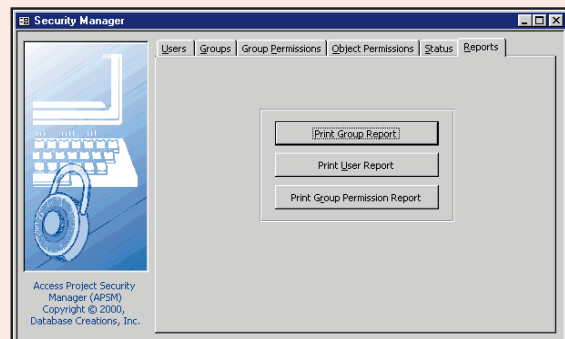 Security Manager
Users Groups Group Permissions Object Permissions Status Reports
Print Group Report
Print User Report
Print Group Permission Report
Access Project Security
Manager (APSM)
Copyright © 2000,
Database Creations, Inc.